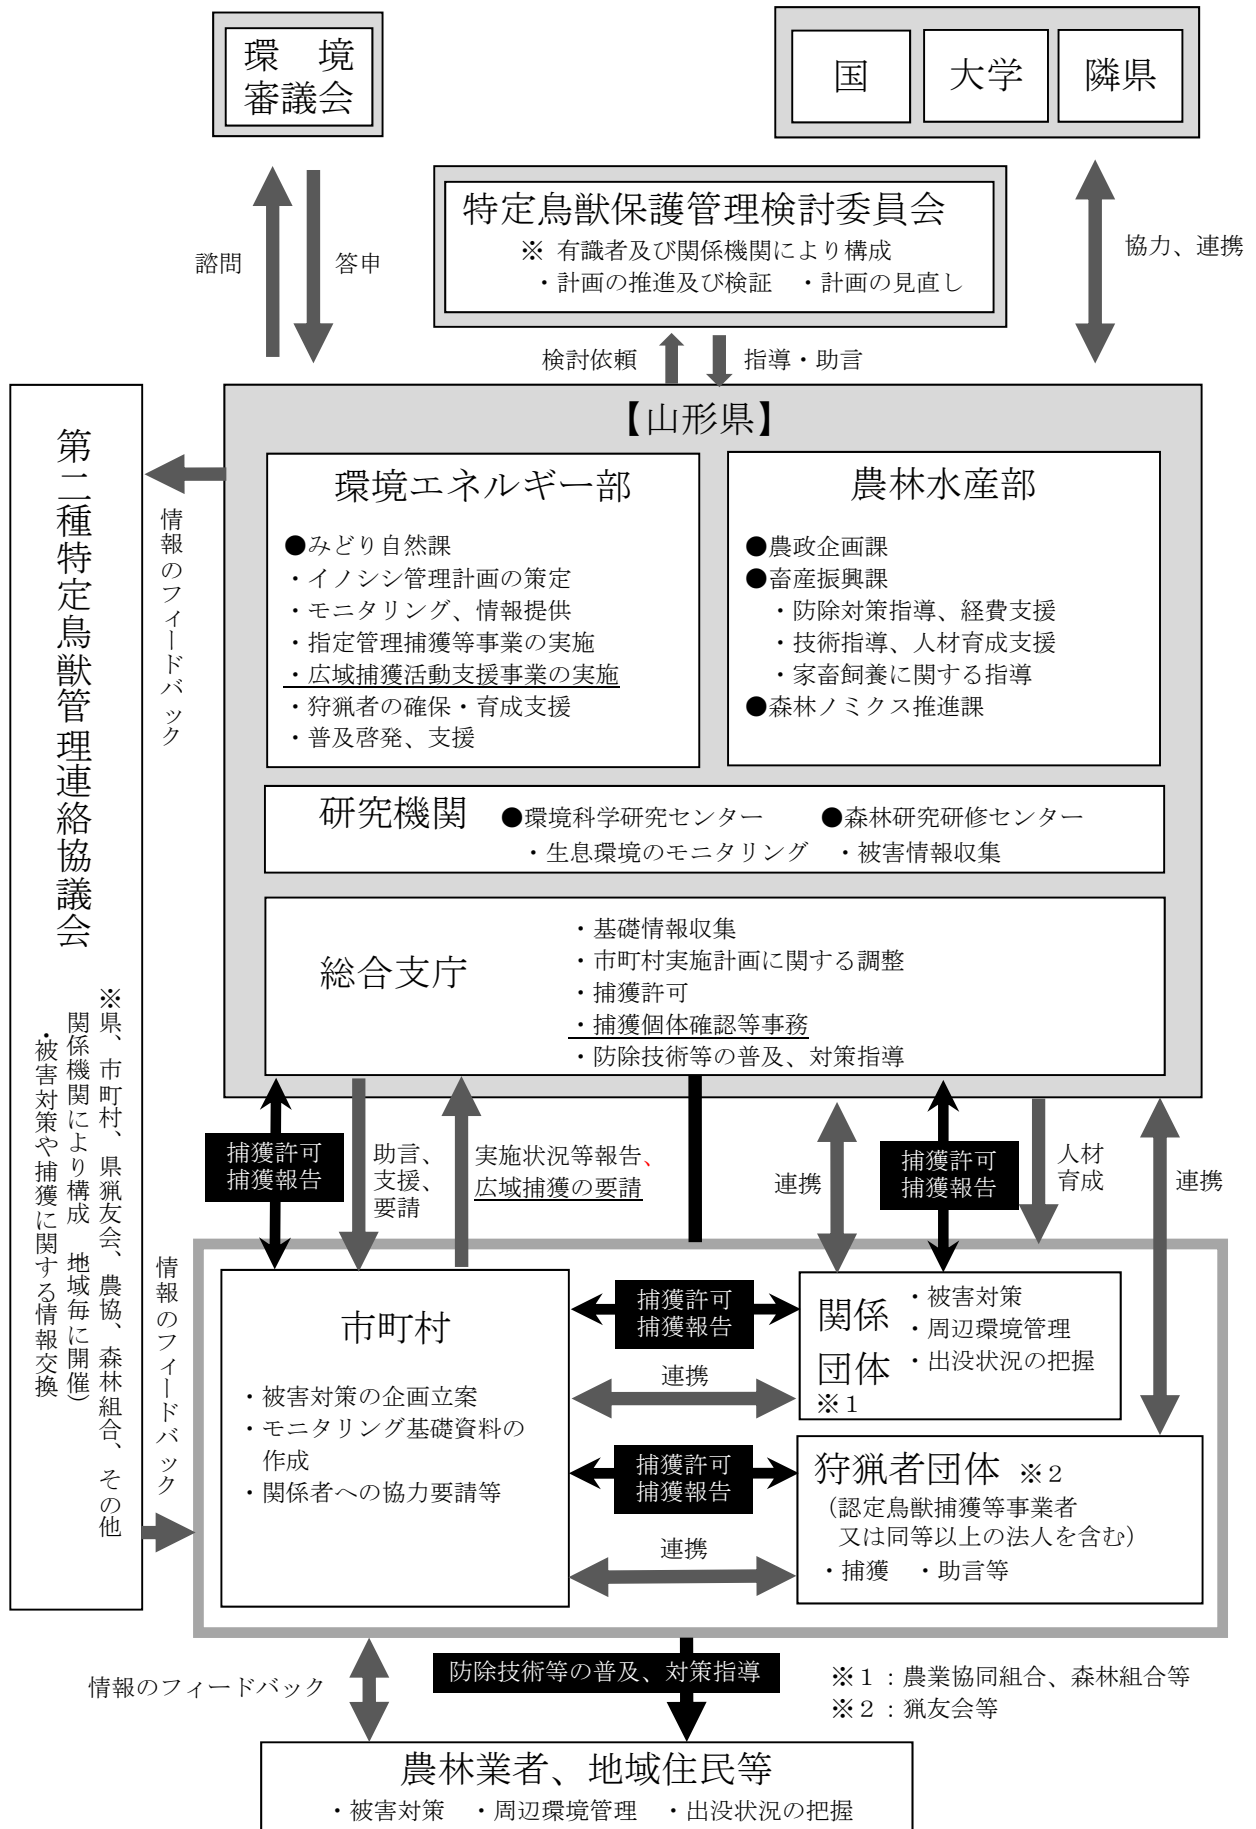 環　境
審議会
国
大学
隣県
特定鳥獣保護管理検討委員会
※ 有識者及び関係機関により構成
・計画の推進及び検証　・計画の見直し
諮問
答申
協力、連携
検討依頼
指導・助言
【山形県】
環境エネルギー部
●みどり自然課
・イノシシ管理計画の策定
・モニタリング、情報提供
・指定管理捕獲等事業の実施
・広域捕獲活動支援事業の実施
・狩猟者の確保・育成支援
・普及啓発、支援
農林水産部
●農政企画課
●畜産振興課
・防除対策指導、経費支援
・技術指導、人材育成支援
・家畜飼養に関する指導
●森林ノミクス推進課
研究機関
●環境科学研究センター　●森林研究研修センター
・生息環境のモニタリング　・被害情報収集
総合支庁
・基礎情報収集
・市町村実施計画に関する調整
・捕獲許可
・捕獲個体確認等事務
・防除技術等の普及、対策指導
第二種特定鳥獣管理連絡協議会
※県、市町村、県猟友会、農協、森林組合、その他
関係機関により構成　地域毎に開催）
・被害対策や捕獲に関する情報交換
情報のフィードバック
情報のフィードバック
捕獲許可
捕獲報告
助言、
支援、
要請
実施状況等報告、
広域捕獲の要請
連携
捕獲許可
捕獲報告
人材
育成
連携
市町村
・被害対策の企画立案
・モニタリング基礎資料の
作成
・関係者への協力要請等
捕獲許可
捕獲報告
連携
捕獲許可
捕獲報告
連携
関係
団体
※１
・被害対策
・周辺環境管理
・出没状況の把握
狩猟者団体 ※２
（認定鳥獣捕獲等事業者
又は同等以上の法人を含む）
・捕獲　・助言等
情報のフィードバック
防除技術等の普及、対策指導
※１：農業協同組合、森林組合等
※２：猟友会等
農林業者、地域住民等
・被害対策　・周辺環境管理　・出没状況の把握